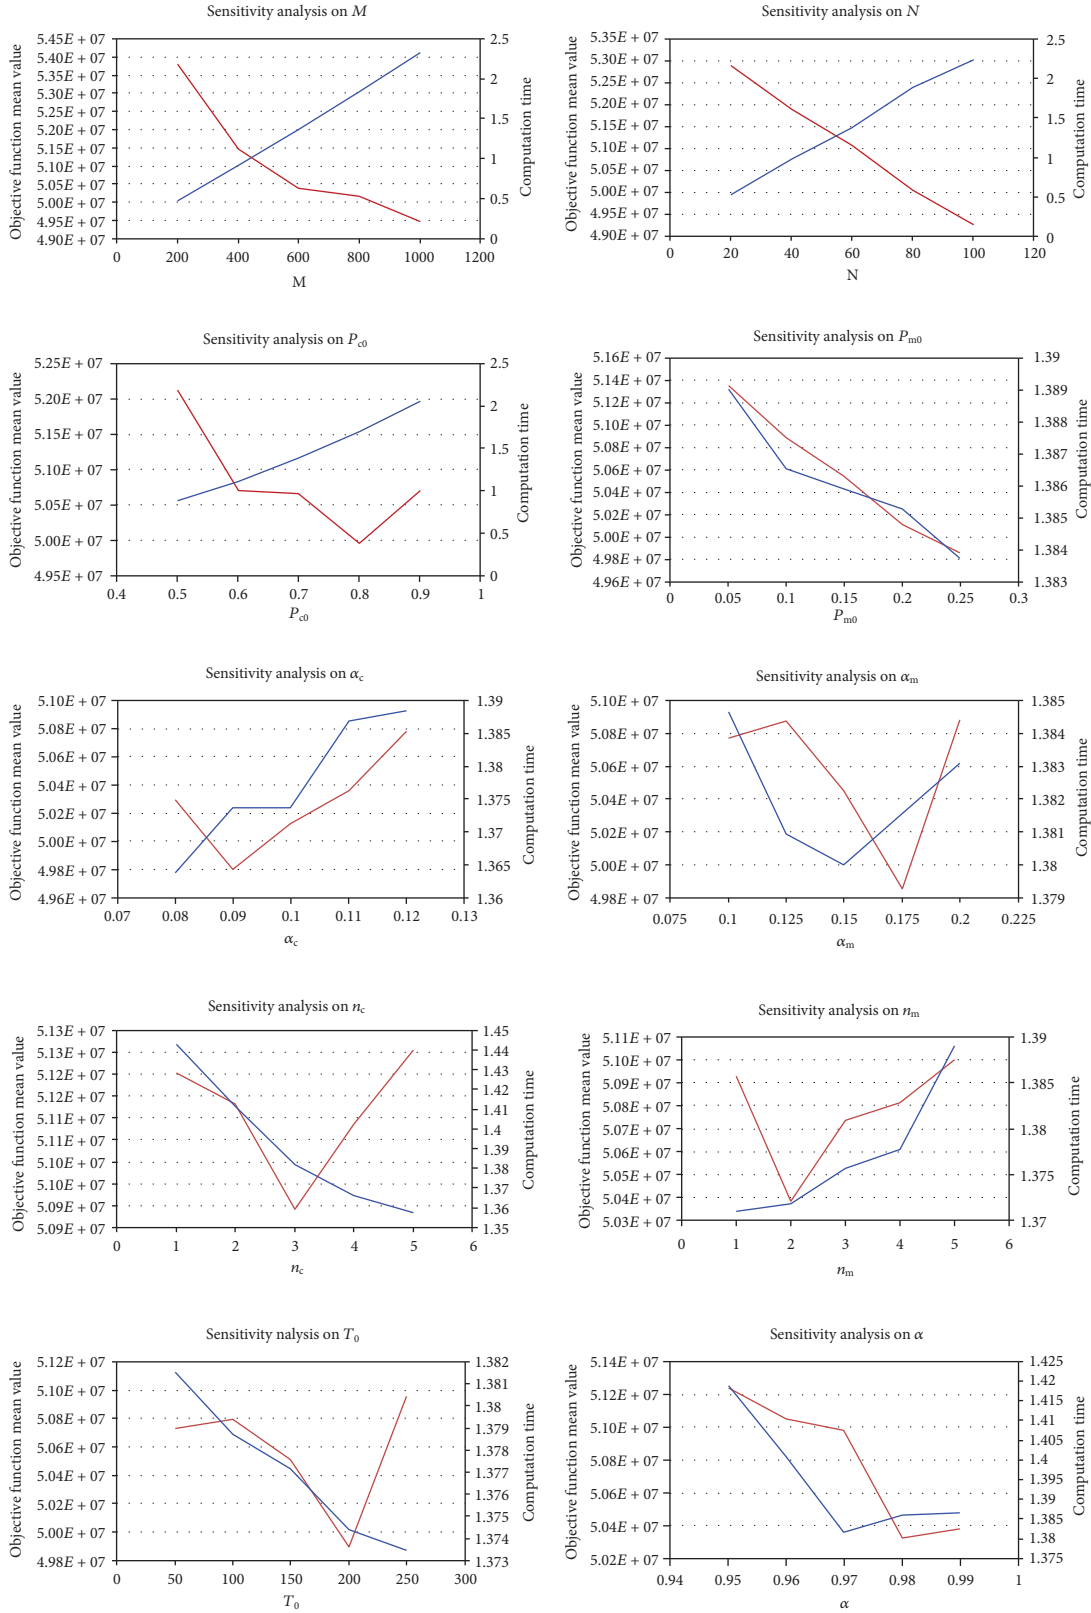 Sensitivity analysis on M
Objective function mean value
5.45E + 07
5.40E + 07
5.35E + 07
5.30E + 07
5.25E + 07
5.20E + 07
5.15E + 07
5.10E + 07
5.05E + 07
5.00E + 07
4.95E + 07
4.90E + 07
2.5
2
1.5
1
0.5
0
Computation time
0 200 400 600 800 1000 1200
M
Sensitivity analysis on N
Objective function mean value
5.35E + 07
5.30E + 07
5.25E + 07
5.20E + 07
5.15E + 07
5.10E + 07
5.05E + 07
5.00E + 07
4.95E + 07
4.90E + 07
2.5
2
1.5
1
0.5
0
Computation time
0 20 40 60 80 100 120
N
Sensitivity analysis on Pc0
Objective function mean value
5.25E + 07
5.20E + 07
5.15E + 07
5.10E + 07
5.05E + 07
5.00E + 07
4.95E + 07
2.5
2
1.5
1
0.5
0
Computation time
0.4 0.5 0.6 0.7 0.8 0.9 1
Pc0
Sensitivity analysis on Pm0
Objective function mean value
5.16E + 07
5.14E + 07
5.12E + 07
5.10E + 07
5.08E + 07
5.06E + 07
5.04E + 07
5.02E + 07
5.00E + 07
4.98E + 07
4.96E + 07
1.39
1.389
1.388
1.387
1.386
1.385
1.384
1.383
Computation time
0 0.05 0.1 0.15 0.2 0.25 0.3
Pm0
Sensitivity analysis on αc
Objective function mean value
5.10E + 07
5.08E + 07
5.06E + 07
5.04E + 07
5.02E + 07
5.00E + 07
4.98E + 07
4.96E + 07
1.39
1.385
1.38
1.375
1.37
1.365
1.36
Computation time
0.07 0.08 0.09 0.1 0.11 0.12 0.13
αc
Sensitivity analysis on αm
Objective function mean value
5.10E + 07
5.08E + 07
5.06E + 07
5.04E + 07
5.02E + 07
5.00E + 07
4.98E + 07
1.385
1.384
1.383
1.382
1.381
1.38
1.379
Computation time
0.075 0.1 0.125 0.15 0.175 0.2 0.225
αm
Sensitivity analysis on nc
Objective function mean value
5.13E + 07
5.13E + 07
5.12E + 07
5.12E + 07
5.11E + 07
5.11E + 07
5.10E + 07
5.10E + 07
5.09E + 07
5.09E + 07
1.45
1.44
1.43
1.42
1.41
1.4
1.39
1.38
1.37
1.36
1.35
Computation time
0 1 2 3 4 5 6
nc
Sensitivity analysis on nm
Objective function mean value
5.11E + 07
5.10E + 07
5.09E + 07
5.08E + 07
5.07E + 07
5.06E + 07
5.05E + 07
5.04E + 07
5.03E + 07
1.39
1.385
1.38
1.375
1.37
Computation time
0 1 2 3 4 5 6
nm
Sensitivity nalysis on T0
Objective function mean value
5.12E + 07
5.10E + 07
5.08E + 07
5.06E + 07
5.04E + 07
5.02E + 07
5.00E + 07
4.98E + 07
1.382
1.381
1.38
1.379
1.378
1.377
1.376
1.375
1.374
1.373
Computation time
0 50 100 150 200 250 300
T0
Sensitivity analysis on α
Objective function mean value
5.14E + 07
5.12E + 07
5.10E + 07
5.08E + 07
5.06E + 07
5.04E + 07
5.02E + 07
1.425
1.42
1.415
1.41
1.405
1.4
1.395
1.39
1.385
1.38
1.375
Computation time
0.94 0.95 0.96 0.97 0.98 0.99 1
α